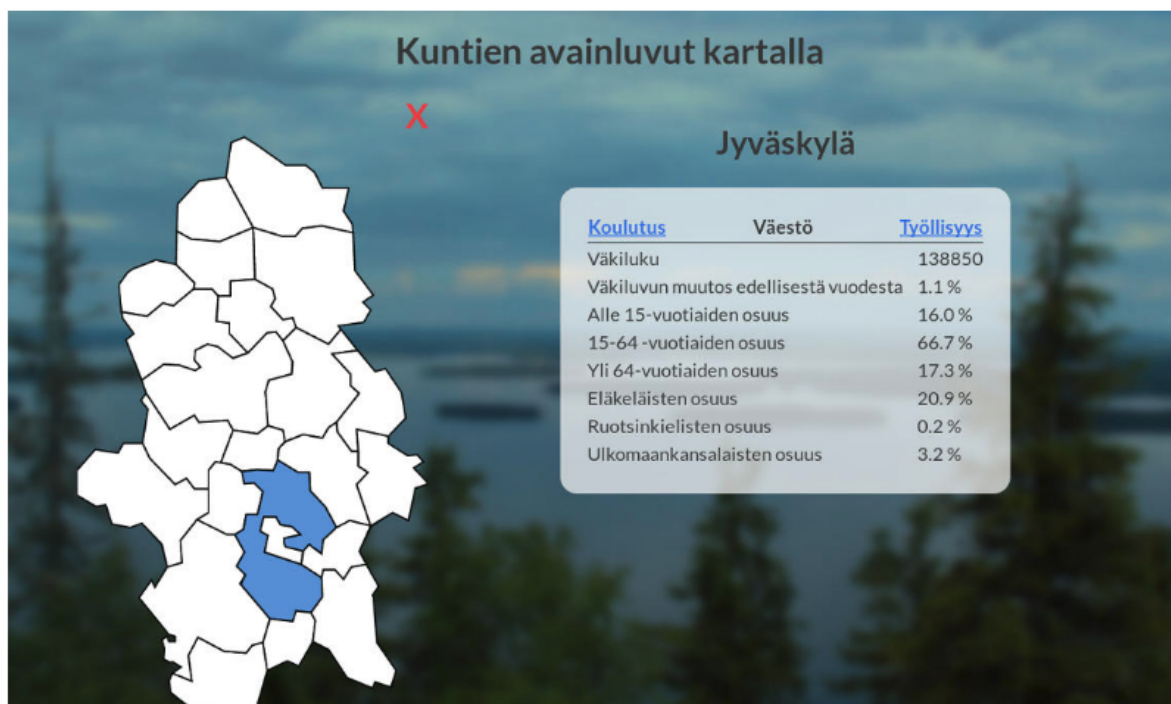 Kuntien avainluvut kartalla
X
Jyväskylä
Koulutus Väestö Työllisyys
Väkiluku 138850
Väkiluvun muutos edellisestä vuodesta 1.1 %
Alle 15-vuotiaiden osuus 16.0 %
15-64 -vuotiaiden osuus 66.7 %
Yli 64-vuotiaiden osuus 17.3 %
Eläkeläisten osuus 20.9 %
Ruotsinkielisten osuus 0.2 %
Ulkomaankansalaisten osuus 3.2 %